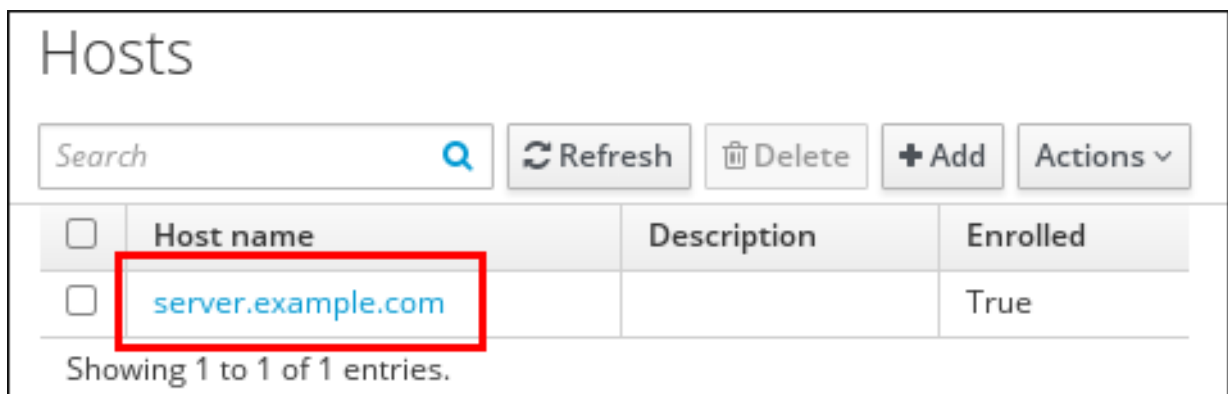 Hosts
Search Refresh Delete Add Actions
Host name Description Enrolled
server.example.com True
Showing 1 to 1 of 1 entries.